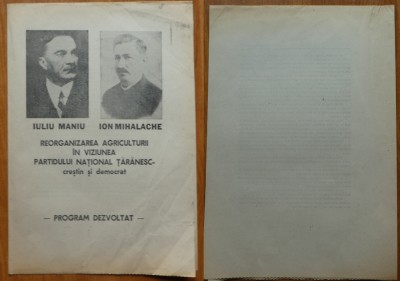 IULIU MANIU ION MIHALACHE
REORGANIZAREA AGRICULTURII
ÎN VIZIUNEA
PARTIDULUI NAȚIONAL ȚĂRĂNESC-
creștin și democrat
— PROGRAM DEZVOLTAT —